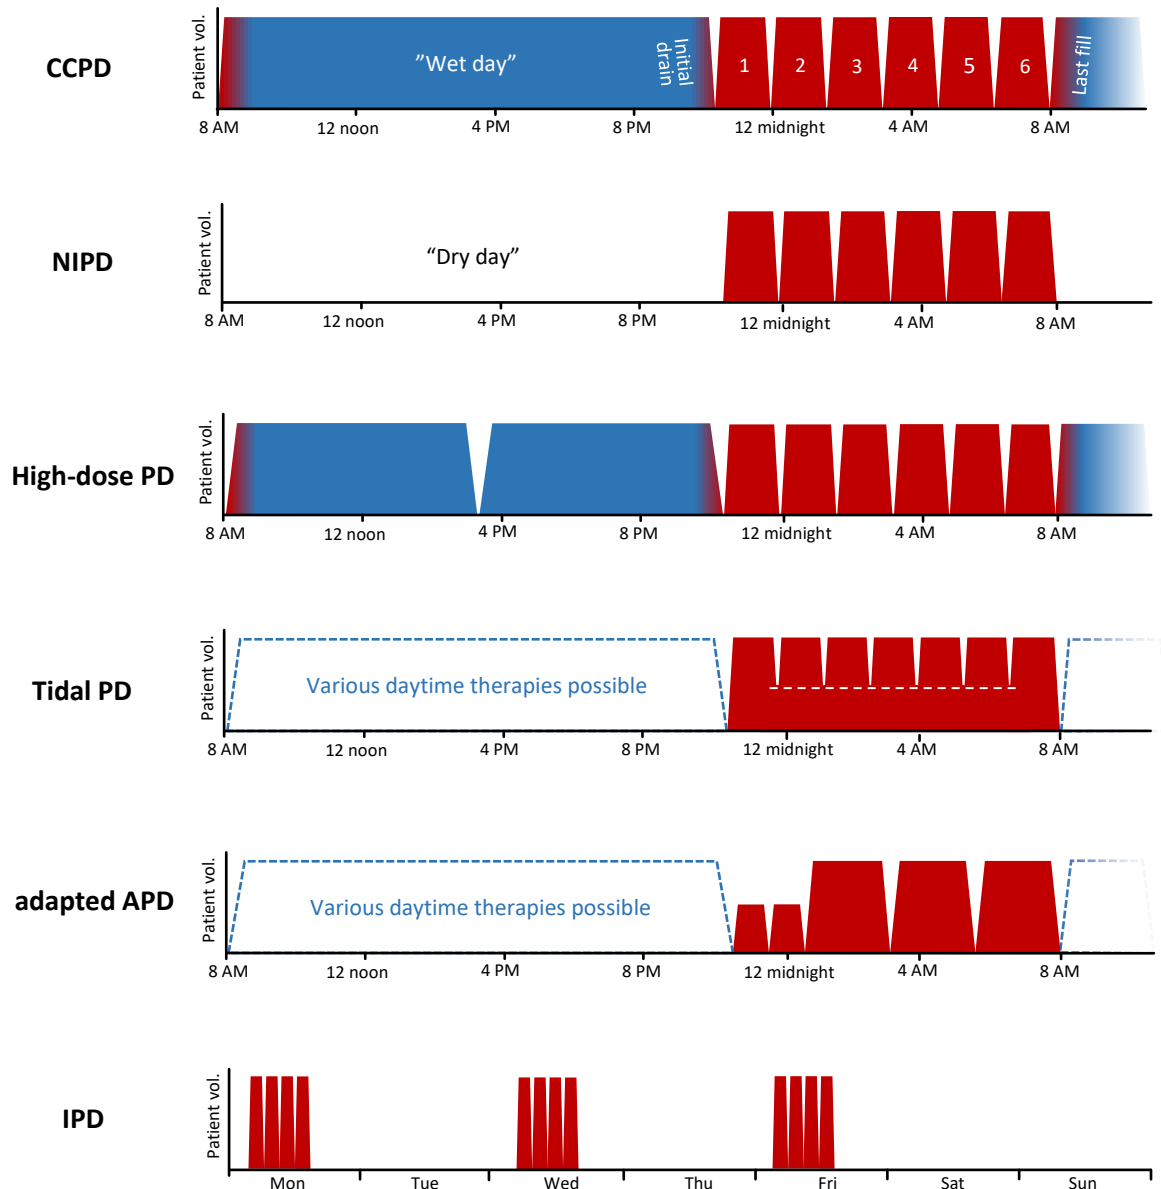 CCPD
Patient vol.
”Wet day”
Initial
drain
1 2 3 4 5 6
Last fill
8 AM 12 noon 4 PM 8 PM 12 midnight 4 AM 8 AM
NIPD
Patient vol.
“Dry day”
8 AM 12 noon 4 PM 8 PM 12 midnight 4 AM 8 AM
High-dose PD
Patient vol.
8 AM 12 noon 4 PM 8 PM 12 midnight 4 AM 8 AM
Tidal PD
Patient vol.
Various daytime therapies possible
8 AM 12 noon 4 PM 8 PM 12 midnight 4 AM 8 AM
adapted APD
Patient vol.
Various daytime therapies possible
8 AM 12 noon 4 PM 8 PM 12 midnight 4 AM 8 AM
IPD
Patient vol.
Mon Tue Wed Thu Fri Sat Sun